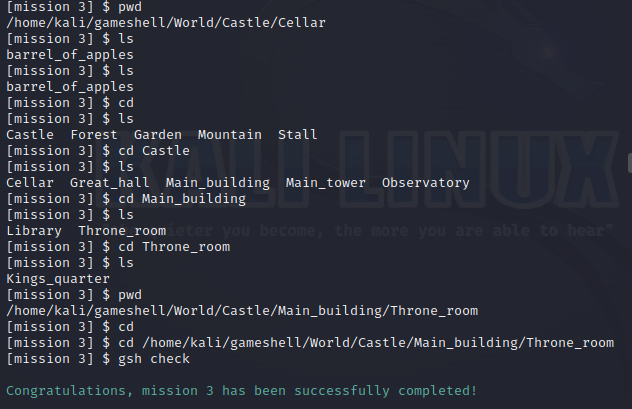 [mission 3] $ pwd
/home/kali/gameshell/World/Castle/Cellar
[mission 3] $ ls
barrel_of_apples
[mission 3] $ ls
barrel_of_apples
[mission 3] $ cd
[mission 3] $ ls
Castle  Forest  Garden  Mountain  Stall
[mission 3] $ cd Castle
[mission 3] $ ls
Cellar  Great_hall  Main_building  Main_tower  Observatory
[mission 3] $ cd Main_building
[mission 3] $ ls
Library  Throne_room
[mission 3] $ cd Throne_room
[mission 3] $ ls
Kings_quarter
[mission 3] $ pwd
/home/kali/gameshell/World/Castle/Main_building/Throne_room
[mission 3] $ cd
[mission 3] $ cd /home/kali/gameshell/World/Castle/Main_building/Throne_room
[mission 3] $ gsh check
Congratulations, mission 3 has been successfully completed!
KALI LINUX
you become, the more you are able to hear"